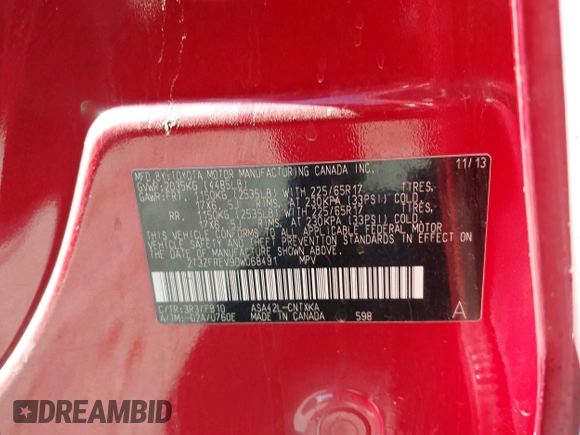 MFD.BY:TOYOTA MOTOR MANUFACTURING CANADA INC. 11/13
GVWR:2035KG (4485LB)
GAWR:FRT. 1150KG (2535LB) WITH 225/65R17 TIRES,
RIMS, AT 230KPA (33PSI) COLD.
RR. 1150KG (2535LB) WITH 225/65R17 TIRES,
RIMS, AT 230KPA (33PSI) COLD.
THIS VEHICLE CONFORMS TO ALL APPLICABLE FEDERAL MOTOR
VEHICLE SAFETY AND THEFT PREVENTION STANDARDS IN
EFFECT ON THE DATE OF MANUFACTURE SHOWN ABOVE.
MPV
C/TR:3R3/FB10 ASA42L-CNTXKA A
A/TM:-02A/U760E MADE IN CANADA 598
DREAMBID